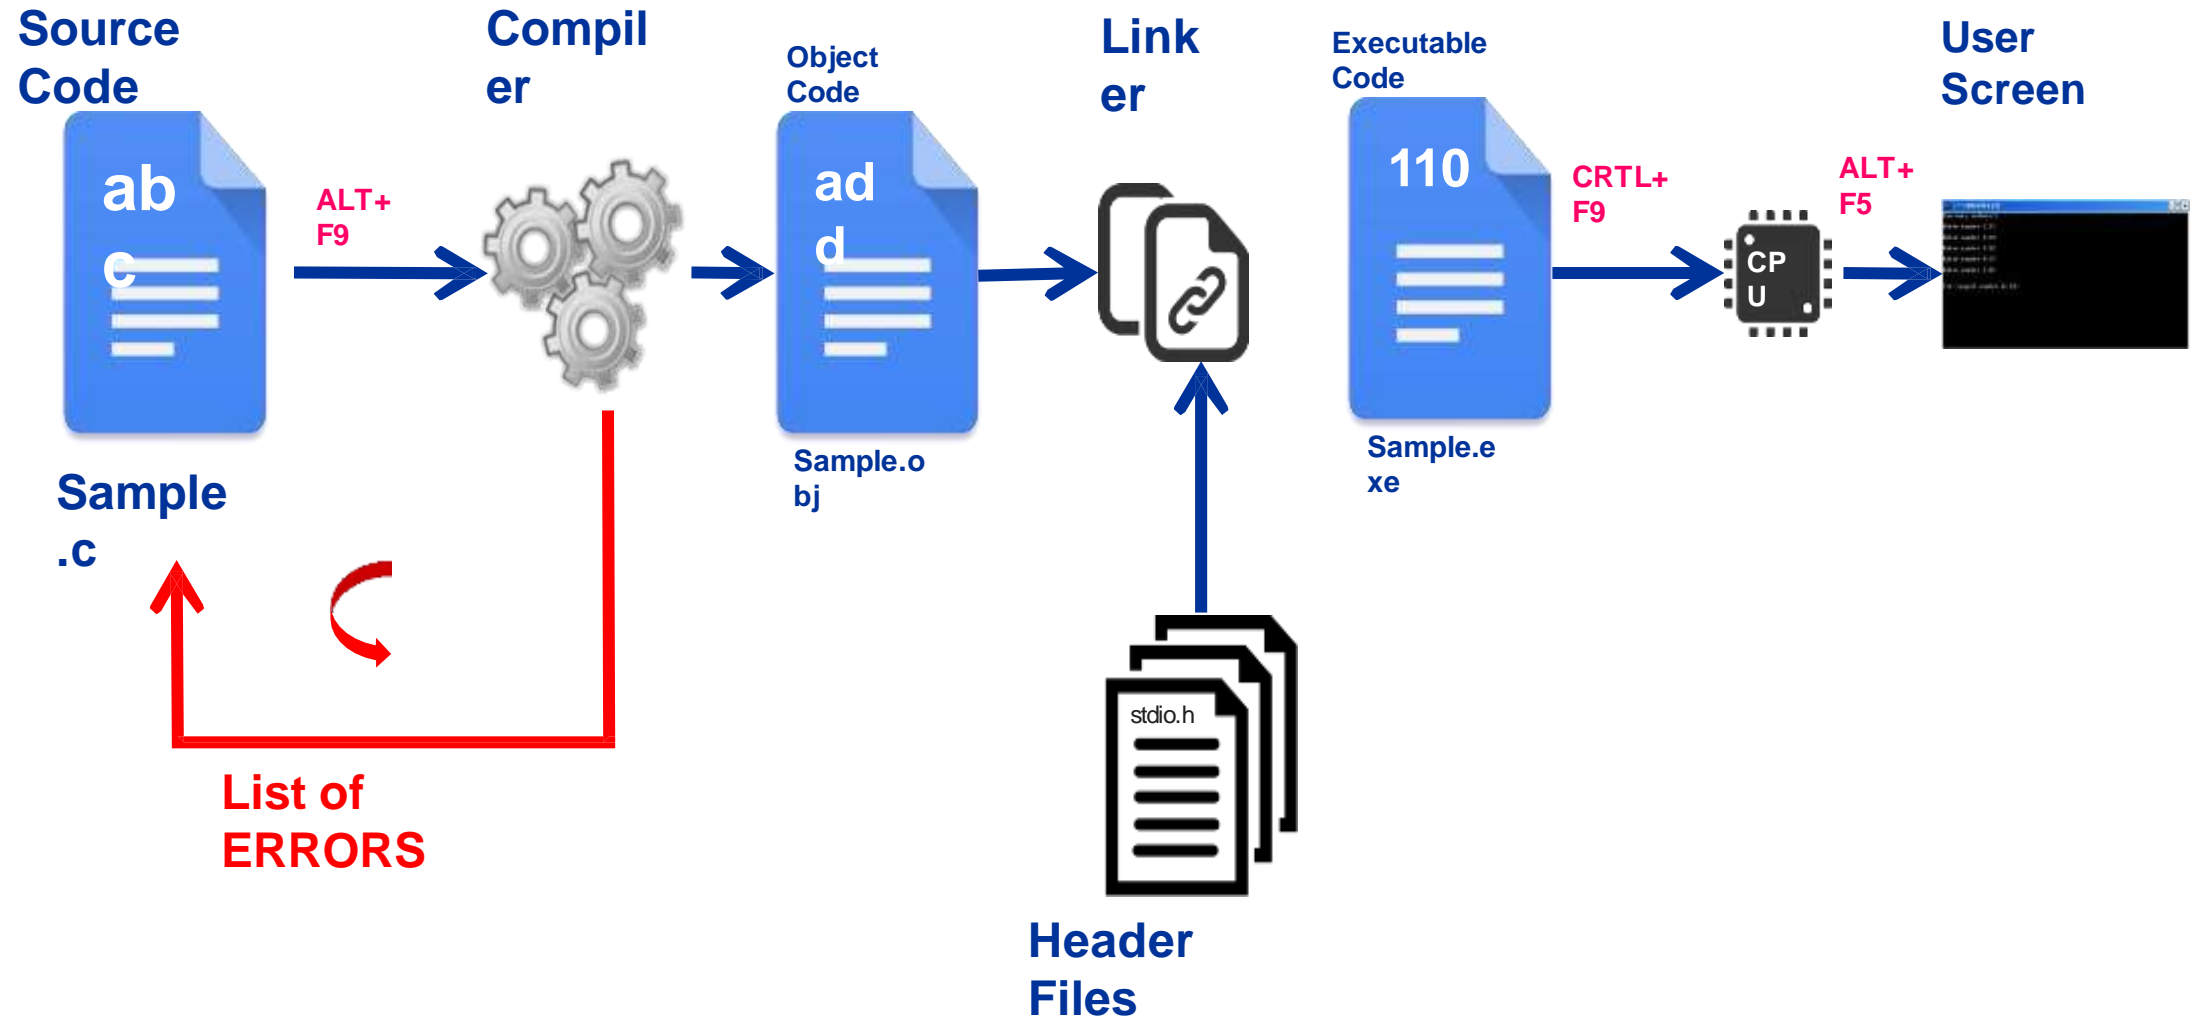 Source
Code
Compil
er
Object
Code
Link
er
Executable
Code
User
Screen
ab
c
ALT+
F9
ad
d
110
CRTL+
F9
CP
U
ALT+
F5
Sample
.c
Sample.o
bj
Sample.e
xe
stdio.h
List of
ERRORS
Header
Files